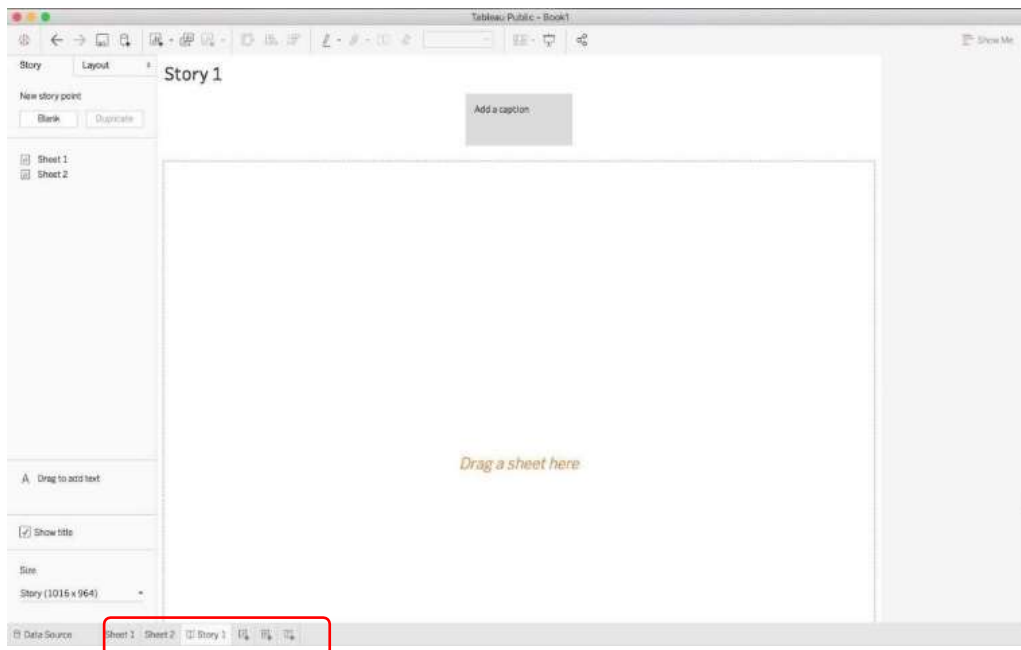 Tableau Public - Book1
Show Me
Story Layout
Story 1
New story point
Blank Duplicate
Add a caption
Sheet 1
Sheet 2
Drag a sheet here
A Drag to add text
Show title
Size
Story (1016 x 964)
Data Source Sheet 1 Sheet 2 Story 1